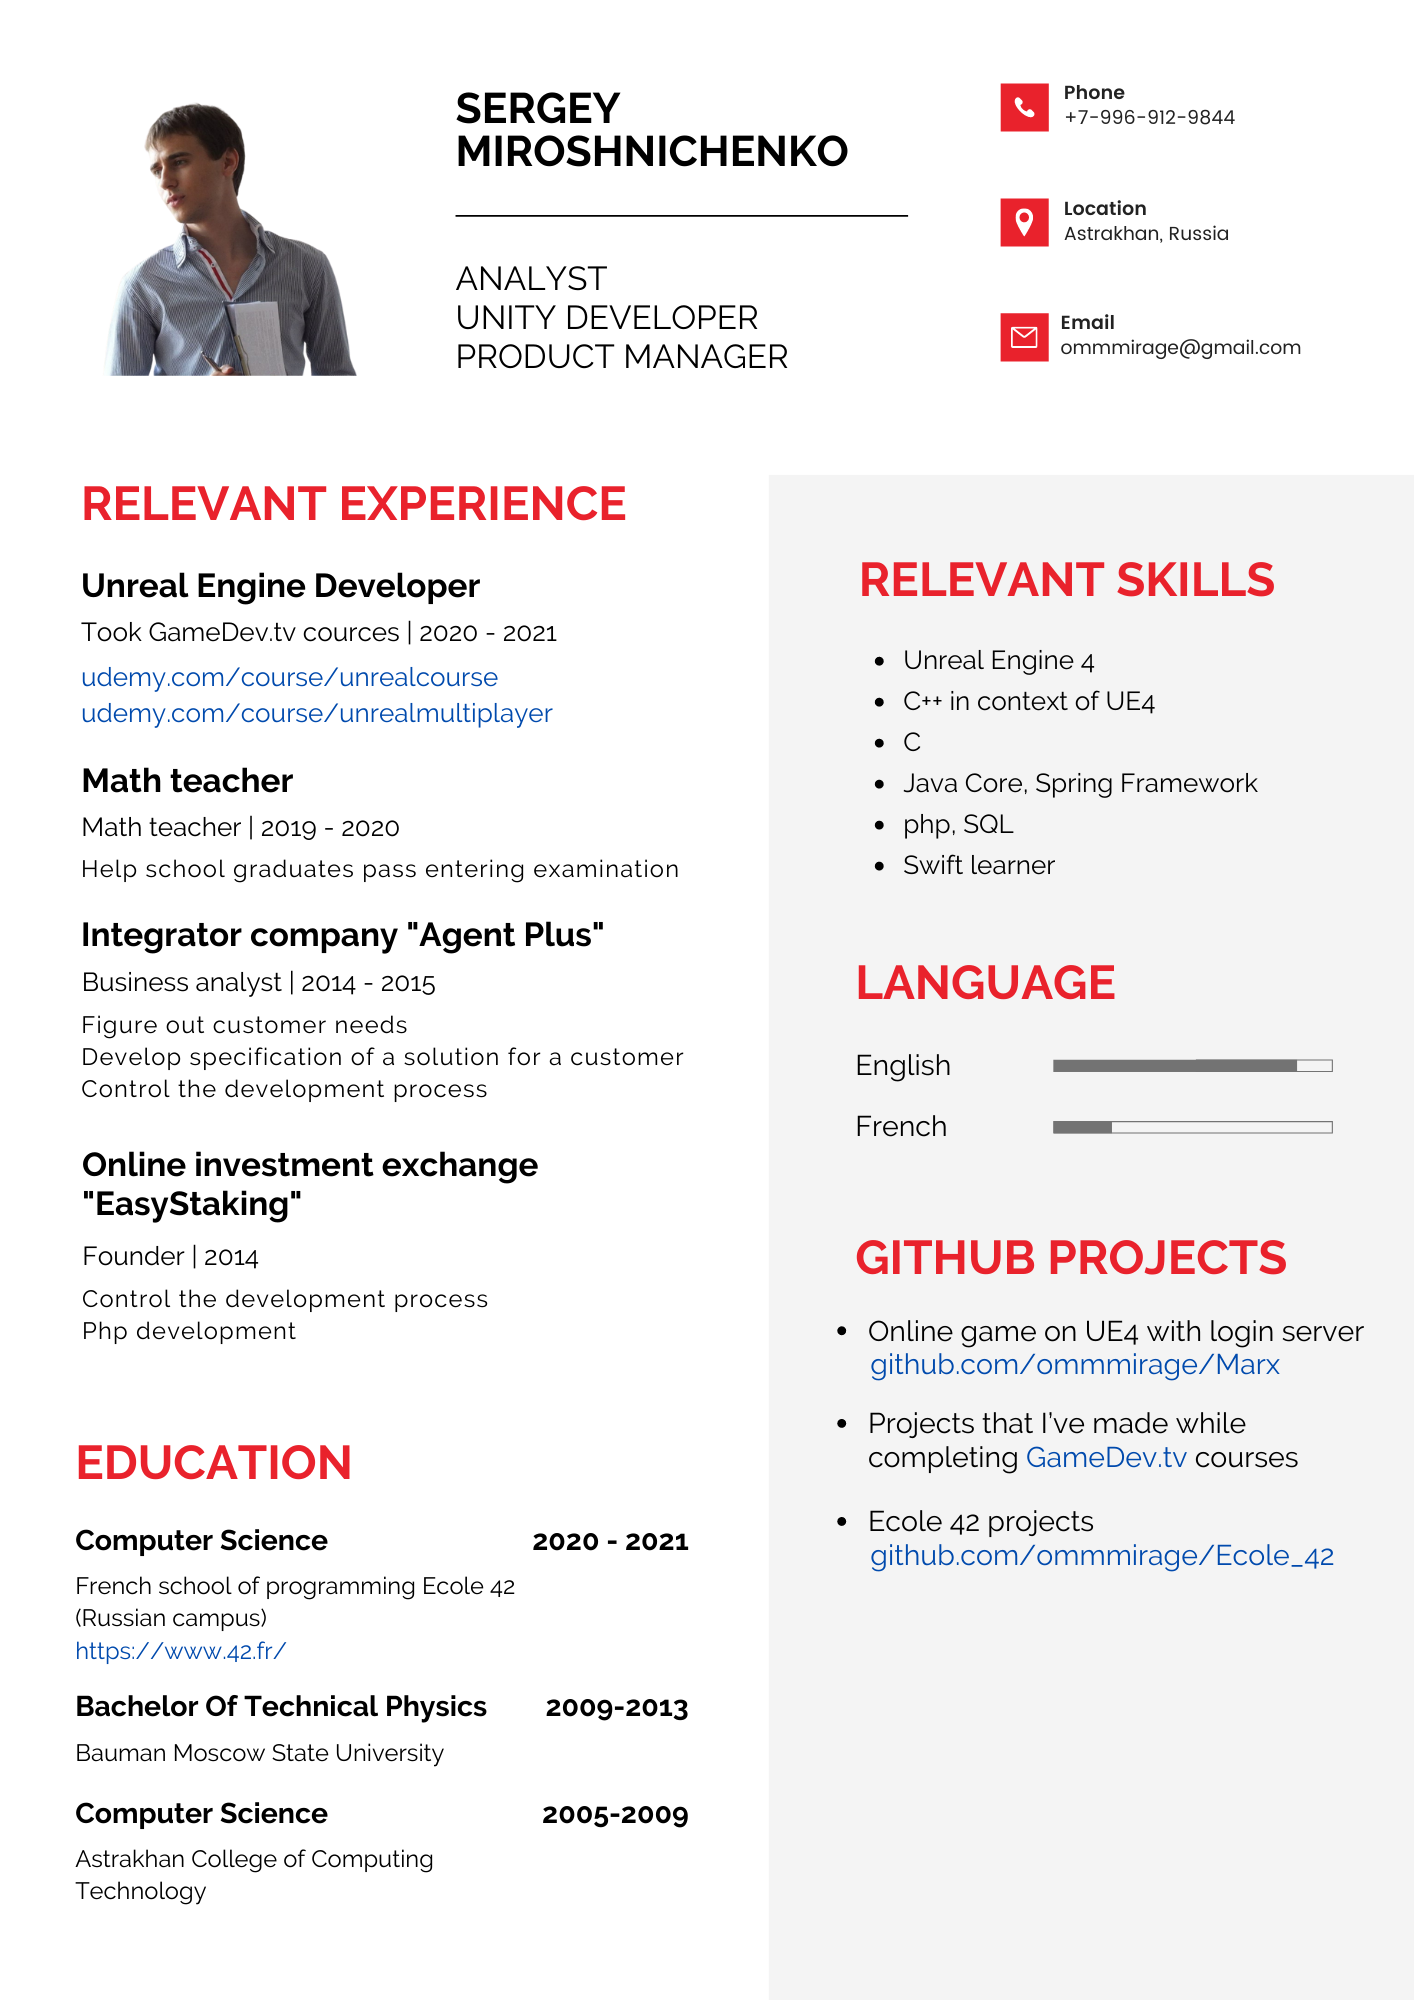 SERGEY
MIROSHNICHENKO
ANALYST
UNITY DEVELOPER
PRODUCT MANAGER
Phone
+7-996-912-9844
Location
Astrakhan, Russia
Email
ommmirage@gmail.com
RELEVANT EXPERIENCE
Unreal Engine Developer
Took GameDev.tv cources | 2020 - 2021
udemy.com/course/unrealcourse
udemy.com/course/unrealmultiplayer
Math teacher
Math teacher | 2019 - 2020
Help school graduates pass entering examination
Integrator company "Agent Plus"
Business analyst | 2014 - 2015
Figure out customer needs
Develop specification of a solution for a customer
Control the development process
Online investment exchange
"EasyStaking"
Founder | 2014
Control the development process
Php development
EDUCATION
Computer Science 2020 - 2021
French school of programming Ecole 42
(Russian campus)
https://www.42.fr/
Bachelor Of Technical Physics 2009-2013
Bauman Moscow State University
Computer Science 2005-2009
Astrakhan College of Computing
Technology
RELEVANT SKILLS
• Unreal Engine 4
• C++ in context of UE4
• C
• Java Core, Spring Framework
• php, SQL
• Swift learner
LANGUAGE
English
French
GITHUB PROJECTS
• Online game on UE4 with login server
github.com/ommmirage/Marx
• Projects that I've made while
completing GameDev.tv courses
• Ecole 42 projects
github.com/ommmirage/Ecole_42